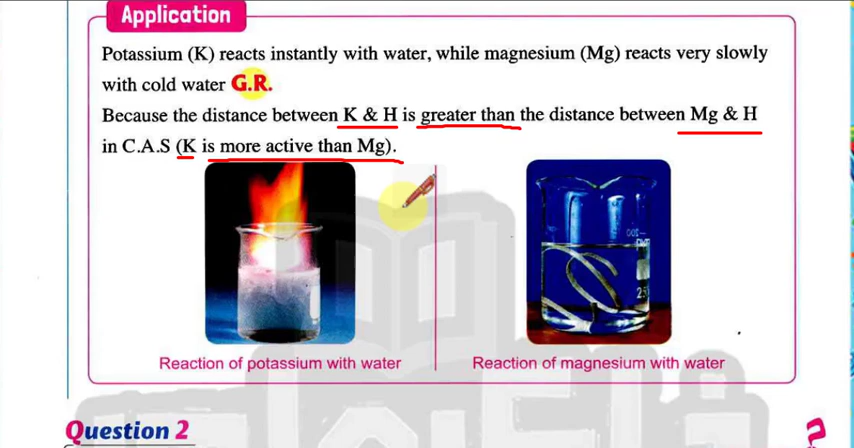 Application
Potassium (K) reacts instantly with water, while magnesium (Mg) reacts very slowly
with cold water G.R.
Because the distance between K & H is greater than the distance between Mg & H
in C.A.S (K is more active than Mg).
Reaction of potassium with water
Reaction of magnesium with water
Question 2